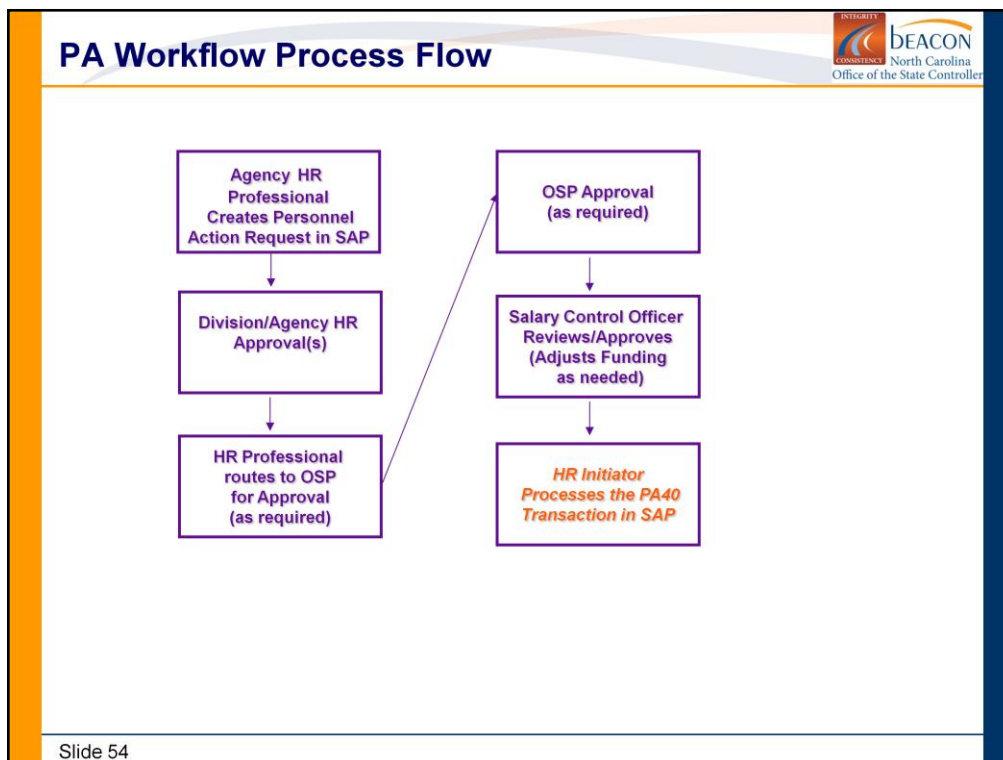 PA Workflow Process Flow
INTEGRITY
CONSISTENCY
BEACON
North Carolina
Office of the State Controller
Agency HR
Professional
Creates Personnel
Action Request in SAP
Division/Agency HR
Approval(s)
HR Professional
routes to OSP
for Approval
(as required)
OSP Approval
(as required)
Salary Control Officer
Reviews/Approves
(Adjusts Funding
as needed)
HR Initiator
Processes the PA40
Transaction in SAP
Slide 54